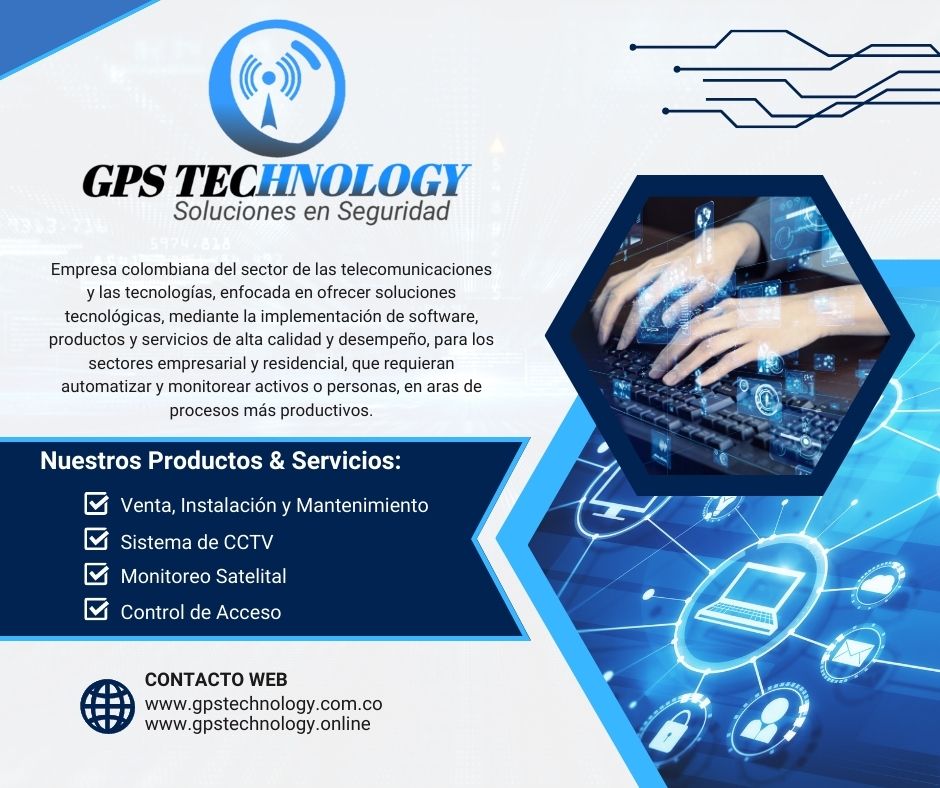 GPS TECHNOLOGY
Soluciones en Seguridad
Empresa colombiana del sector de las telecomunicaciones
y las tecnologías, enfocada en ofrecer soluciones
tecnológicas, mediante la implementación de software,
productos y servicios de alta calidad y desempeño, para los
sectores empresarial y residencial, que requieran
automatizar y monitorear activos o personas, en aras de
procesos más productivos.
Nuestros Productos & Servicios:
Venta, Instalación y Mantenimiento
Sistema de CCTV
Monitoreo Satelital
Control de Acceso
CONTACTO WEB
www.gpstechnology.com.co
www.gpstechnology.online